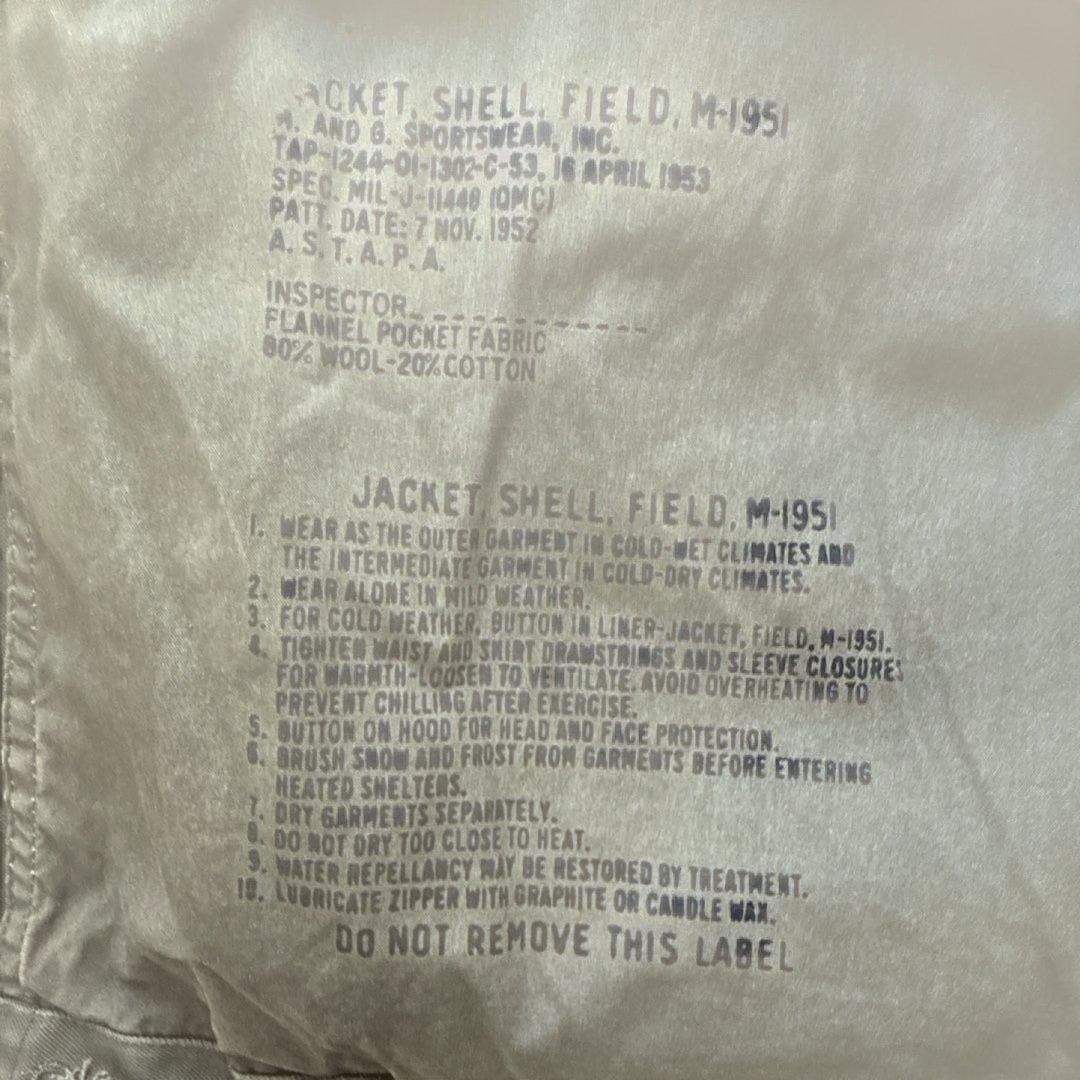 JACKET, SHELL, FIELD, M-1951
AND G. SPORTSWEAR, INC.
TAP-1244-01-1302-C-53, 16 APRIL 1953
SPEC. MIL-J-11448 (QMC)
PATT. DATE: 7 NOV. 1952
A. S. T. A. P. A.
INSPECTOR_ _ _ _ _ _ _ _ _ _ _ _ _
FLANNEL POCKET FABRIC
80% WOOL-20% COTTON
JACKET, SHELL, FIELD, M-1951
1. WEAR AS THE OUTER GARMENT IN COLD-WET CLIMATES AND
THE INTERMEDIATE GARMENT IN COLD-DRY CLIMATES.
2. WEAR ALONE IN MILD WEATHER.
3. FOR COLD WEATHER, BUTTON IN LINER-JACKET, FIELD, M-1951.
4. TIGHTEN WAIST AND SKIRT DRAWSTRINGS AND SLEEVE CLOSURES
FOR WARMTH-LOOSEN TO VENTILATE. AVOID OVERHEATING TO
PREVENT CHILLING AFTER EXERCISE.
5. BUTTON ON HOOD FOR HEAD AND FACE PROTECTION.
6. BRUSH SNOW AND FROST FROM GARMENTS BEFORE ENTERING
HEATED SHELTERS.
7. DRY GARMENTS SEPARATELY.
8. DO NOT DRY TOO CLOSE TO HEAT.
9. WATER REPELLANCY MAY BE RESTORED BY TREATMENT.
10. LUBRICATE ZIPPER WITH GRAPHITE OR CANDLE WAX.
DO NOT REMOVE THIS LABEL